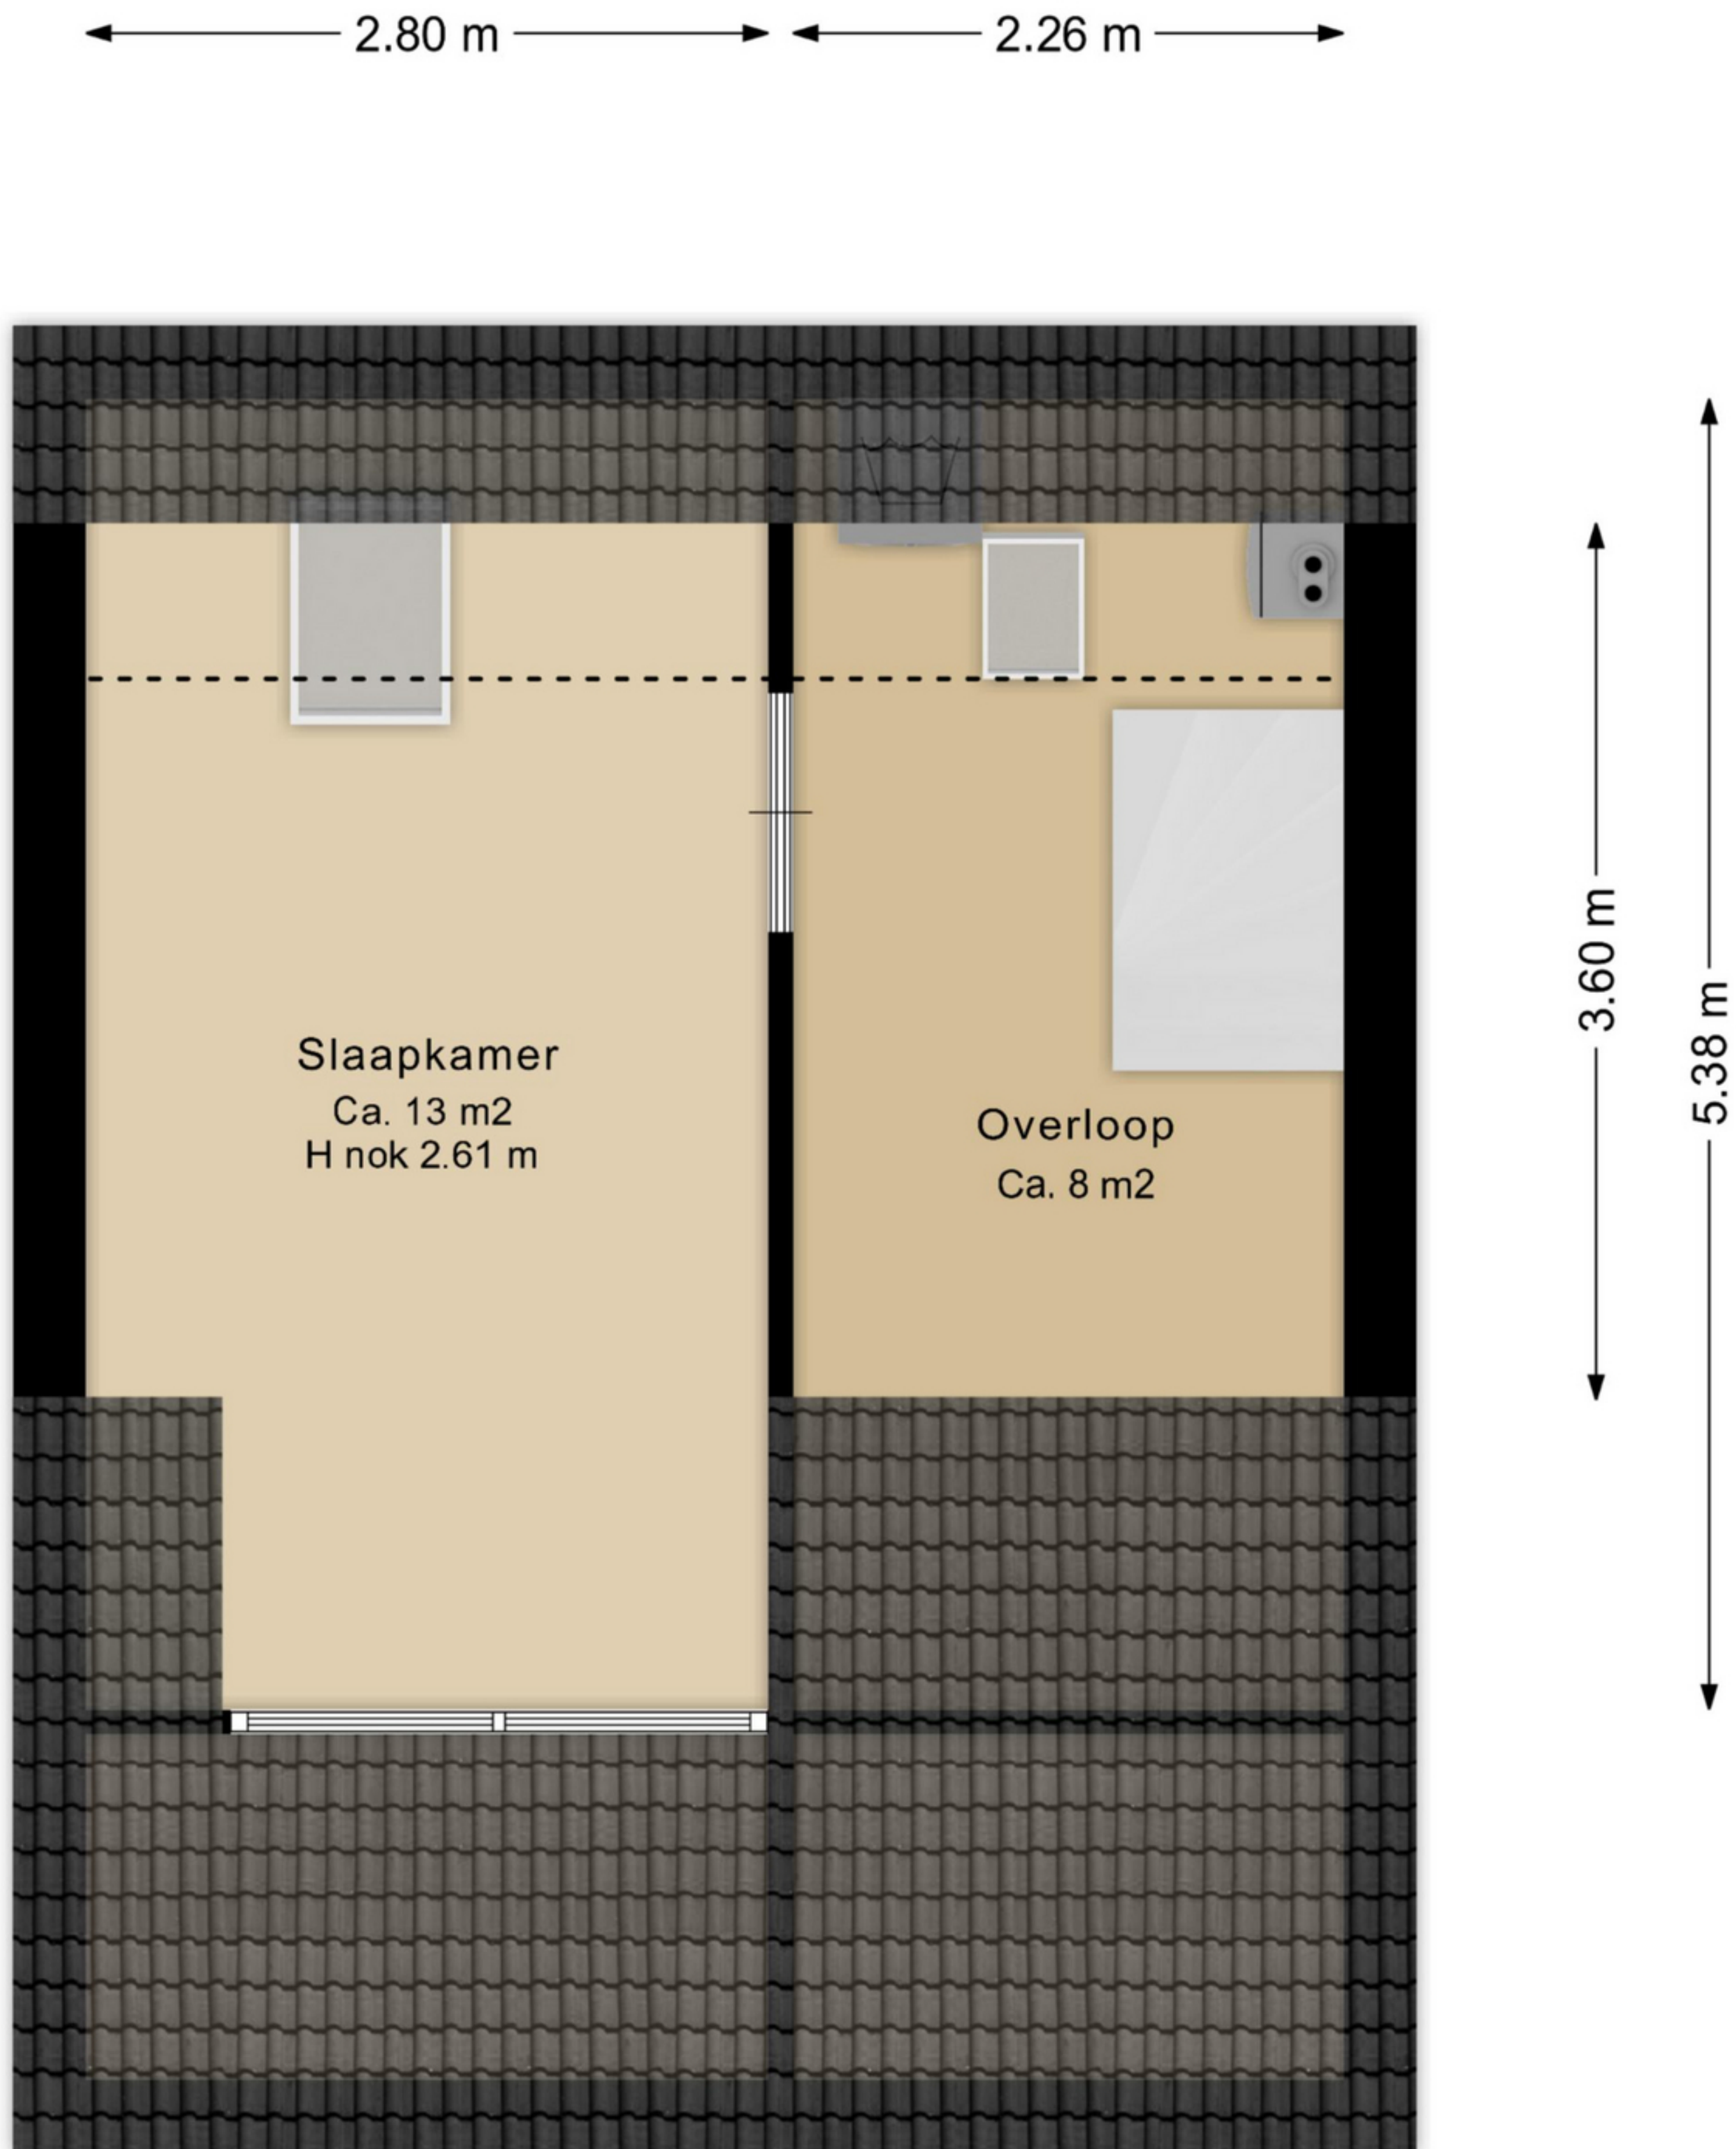 2.80 m
2.26 m
3.60 m
5.38 m
Slaapkamer
Ca. 13 m2
H nok 2.61 m
Overloop
Ca. 8 m2